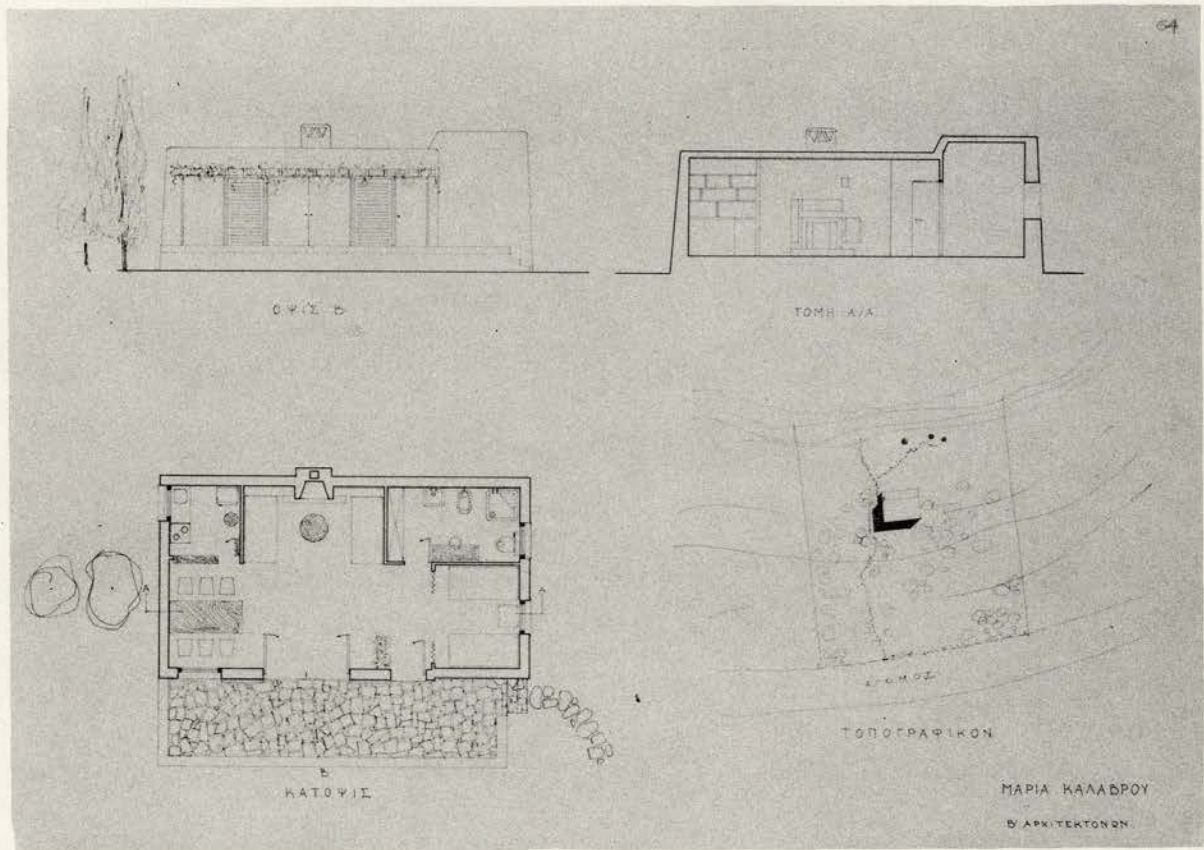 64
ΟΨΙΣ Β
ΤΟΜΗ Α/Α
Α
Α
Β
ΚΑΤΟΨΙΣ
ΔΡΟΜΟΣ
ΤΟΠΟΓΡΑΦΙΚΟΝ
ΜΑΡΙΑ ΚΑΛΑΒΡΟΥ
Β' ΑΡΧΙΤΕΚΤΟΝΩΝ